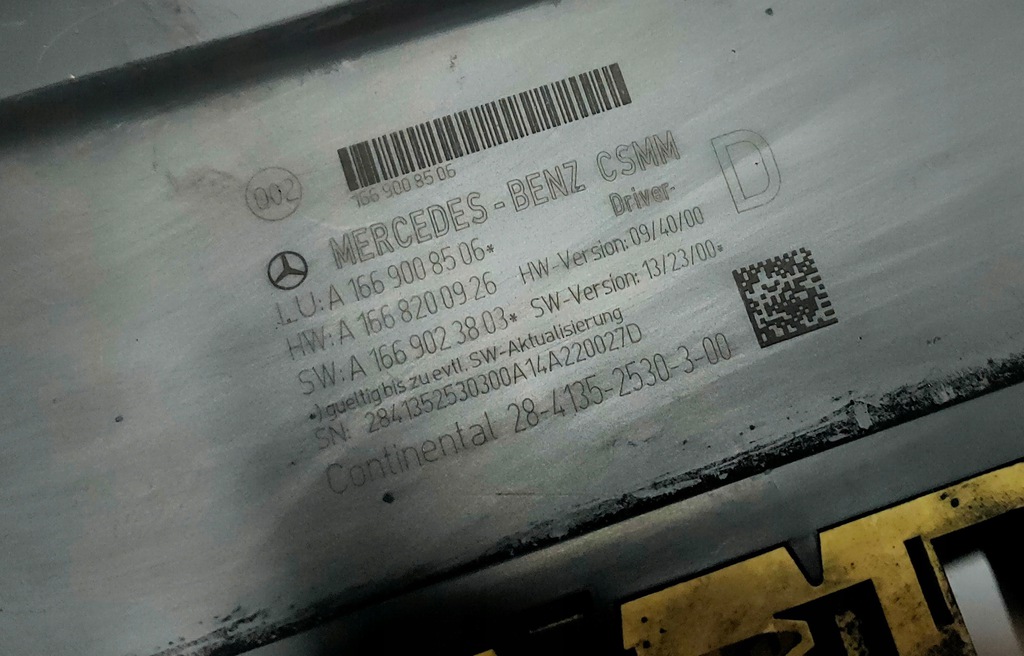 002
166 900 85 06
MERCEDES-BENZ CSMM
D
Driver-
L.U: A 166 900 85 06*
HW: A 166 820 09 26 HW-Version: 09/40/00
SW: A 166 902 38 03* SW-Version: 13/23/00*
*) gueltig bis zu evtl. SW-Aktualisierung
SN: 2841352530300A14A220027D
Continental 28-4135-2530-3-00